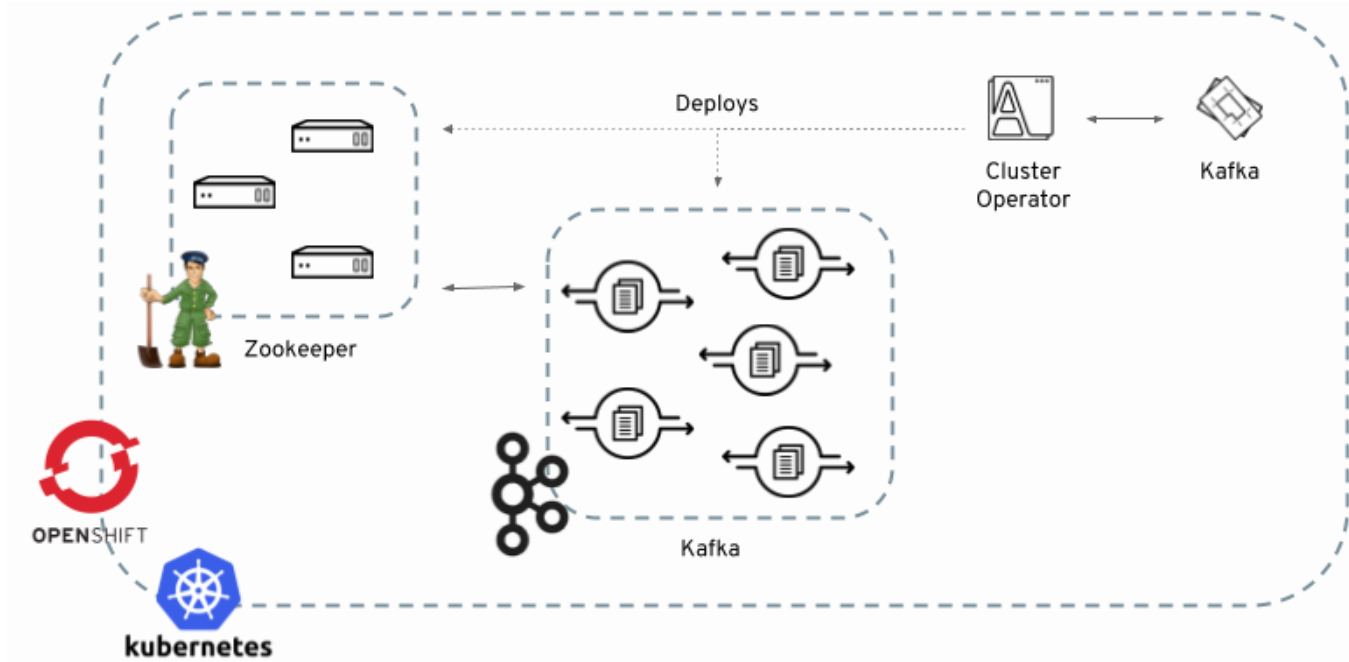 Deploys
Cluster
Operator
Kafka
Zookeeper
OPENSHIFT
Kafka
kubernetes